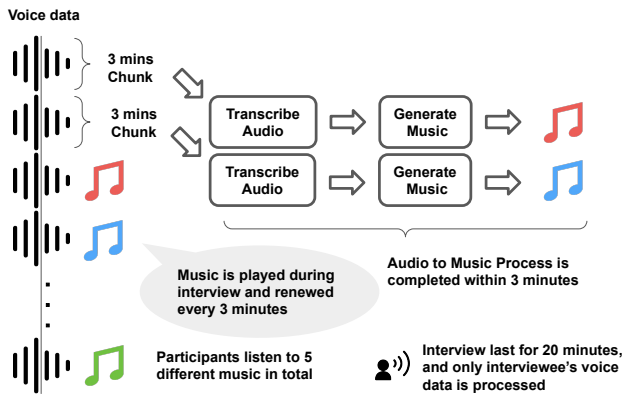 Voice data
3 mins
Chunk
3 mins
Chunk
Transcribe
Audio
Generate
Music
Transcribe
Audio
Generate
Music
Music is played during
interview and renewed
every 3 minutes
Audio to Music Process is
completed within 3 minutes
Participants listen to 5
different music in total
Interview last for 20 minutes,
and only interviewee's voice
data is processed